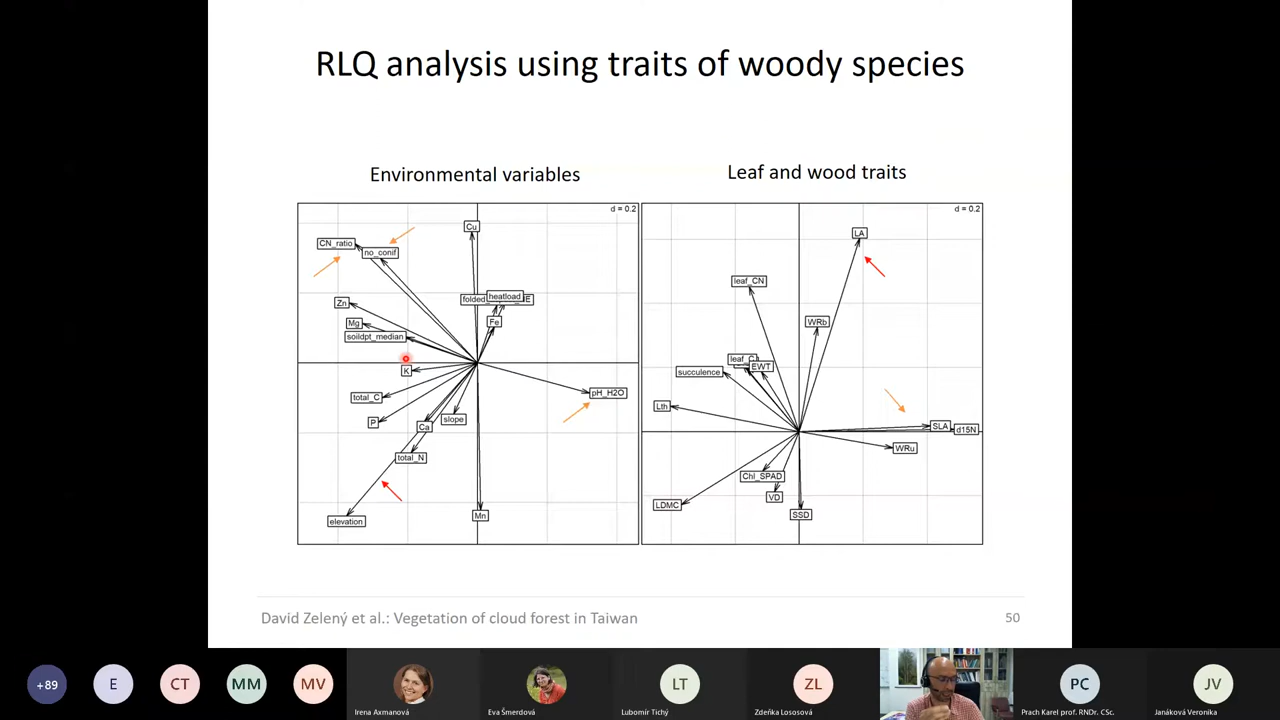 RLQ analysis using traits of woody species
Environmental variables
Leaf and wood traits
d = 0.2
Cu
CN_ratio
no_conif
folded
heatload
E
Zn
Fe
Mg
soildpt_median
K
pH_H2O
total_C
P
slope
Ca
total_N
elevation
Mn
d = 0.2
LA
leaf_CN
WRb
leaf_C
EWT
succulence
Lth
SLA
d15N
WRu
Chl_SPAD
VD
LDMC
SSD
David Zelený et al.: Vegetation of cloud forest in Taiwan
50
+89
E
CT
MM
MV
LT
ZL
PC
JV
Irena Axmanová
Eva Šmerdová
Lubomír Tichý
Zdeňka Lososová
Prach Karel prof. RNDr. CSc.
Janáková Veronika